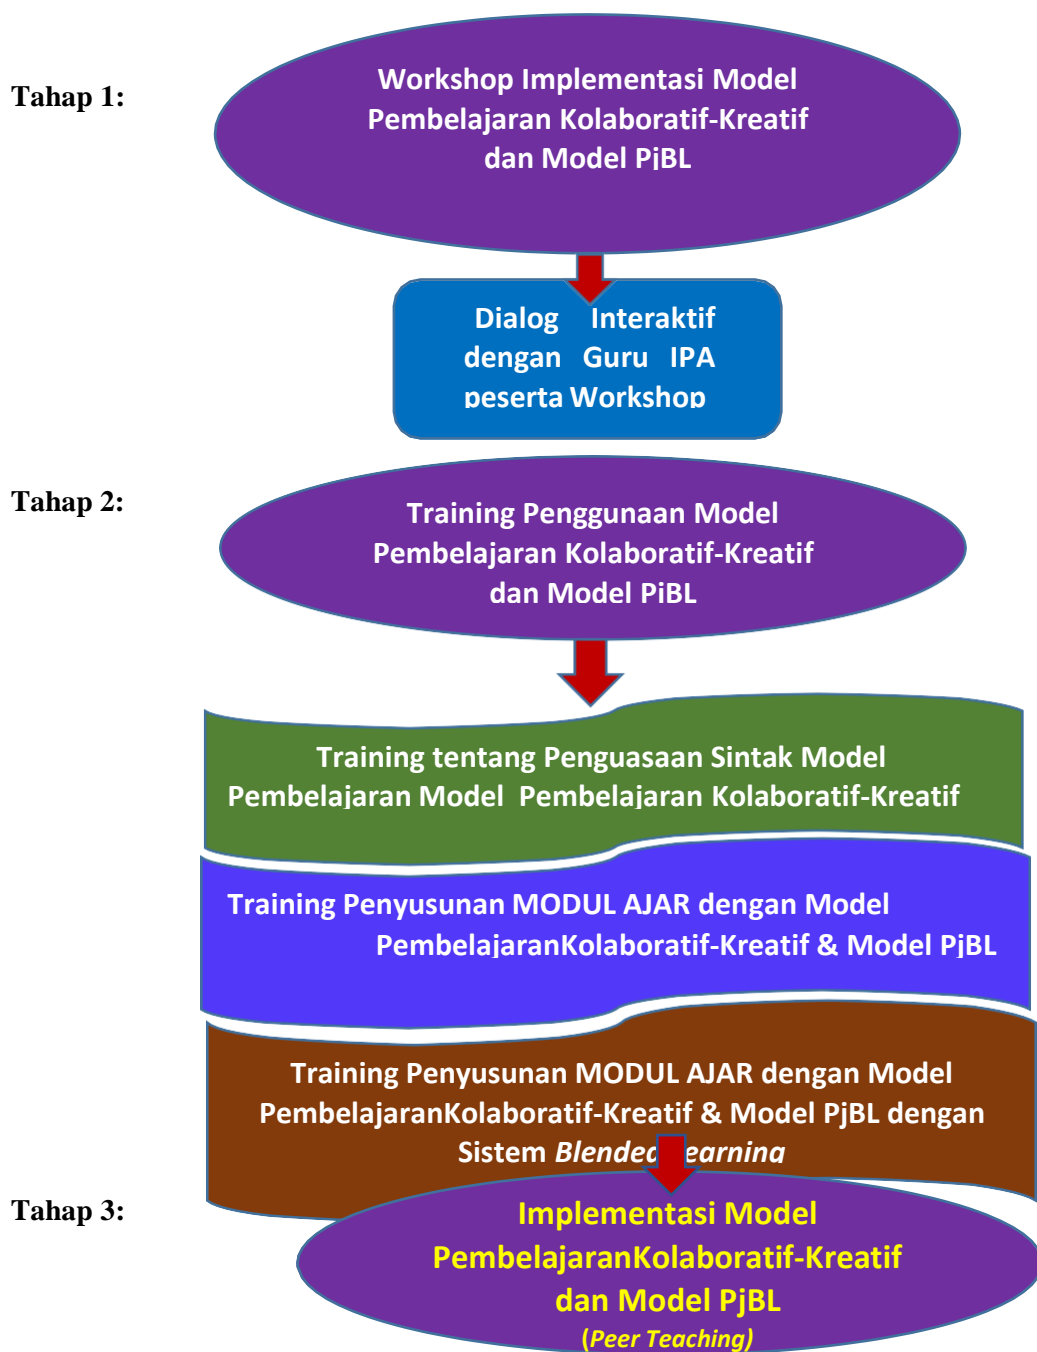 Tahap 1:
Workshop Implementasi Model
Pembelajaran Kolaboratif-Kreatif
dan Model PjBL
Dialog Interaktif
dengan Guru IPA
peserta Workshop
Tahap 2:
Training Penggunaan Model
Pembelajaran Kolaboratif-Kreatif
dan Model PjBL
Training tentang Penguasaan Sintak Model
Pembelajaran Model Pembelajaran Kolaboratif-Kreatif
Training Penyusunan MODUL AJAR dengan Model
PembelajaranKolaboratif-Kreatif & Model PjBL
Training Penyusunan MODUL AJAR dengan Model
PembelajaranKolaboratif-Kreatif & Model PjBL dengan
Sistem Blended Learning
Tahap 3:
Implementasi Model
PembelajaranKolaboratif-Kreatif
dan Model PjBL
(Peer Teaching)